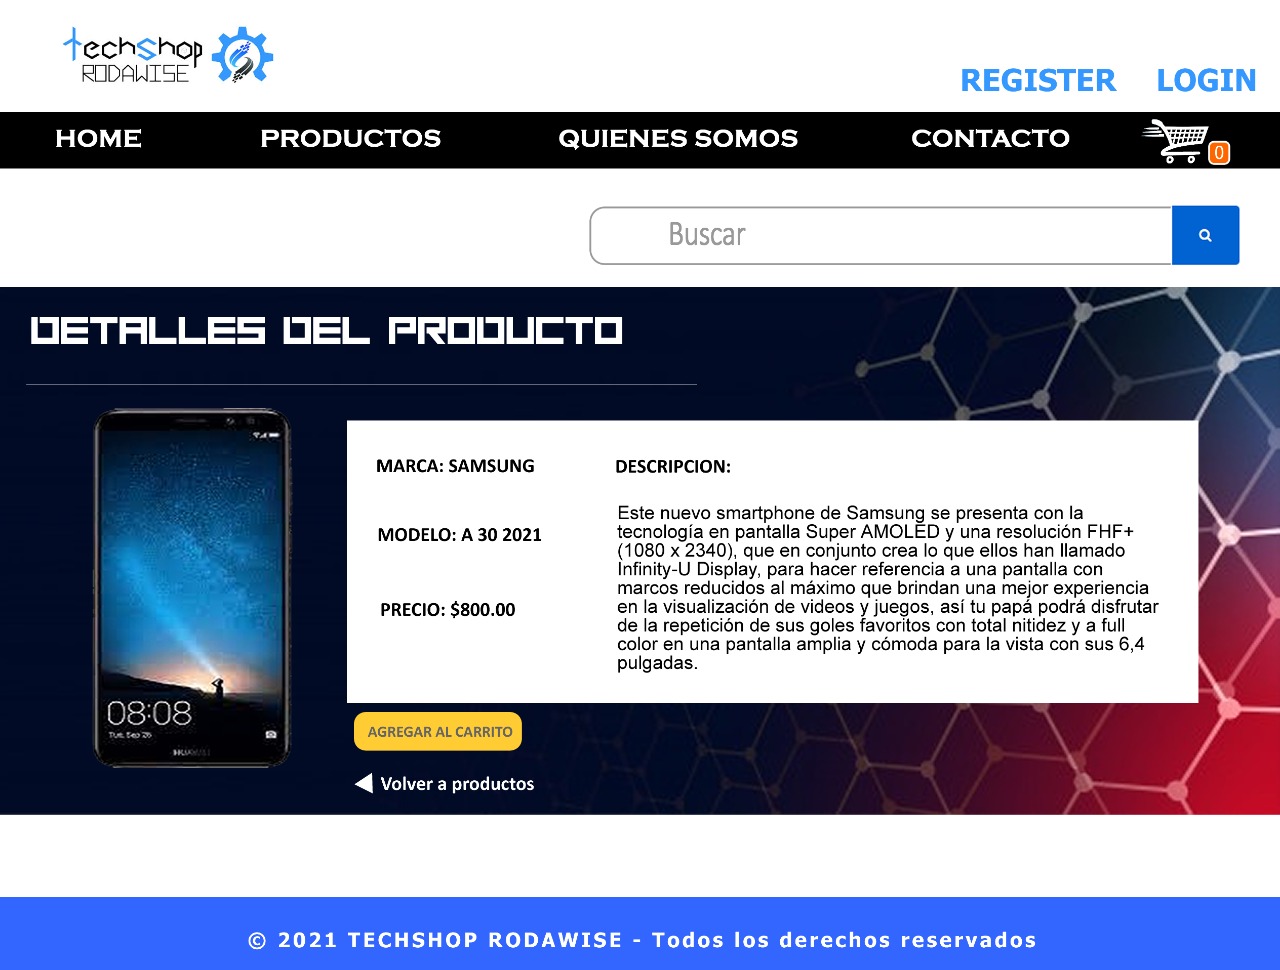 techshop
RODAWISE
REGISTER LOGIN
HOME PRODUCTOS QUIENES SOMOS CONTACTO 0
Buscar
DETALLES DEL PRODUCTO
MARCA: SAMSUNG
MODELO: A 30 2021
PRECIO: $800.00
DESCRIPCION:
Este nuevo smartphone de Samsung se presenta con la
tecnología en pantalla Super AMOLED y una resolución FHF+
(1080 x 2340), que en conjunto crea lo que ellos han llamado
Infinity-U Display, para hacer referencia a una pantalla con
marcos reducidos al máximo que brindan una mejor experiencia
en la visualización de videos y juegos, así tu papá podrá disfrutar
de la repetición de sus goles favoritos con total nitidez y a full
color en una pantalla amplia y cómoda para la vista con sus 6,4
pulgadas.
08:08
Tue, Sep 26
HUAWEI
AGREGAR AL CARRITO
Volver a productos
© 2021 TECHSHOP RODAWISE - Todos los derechos reservados